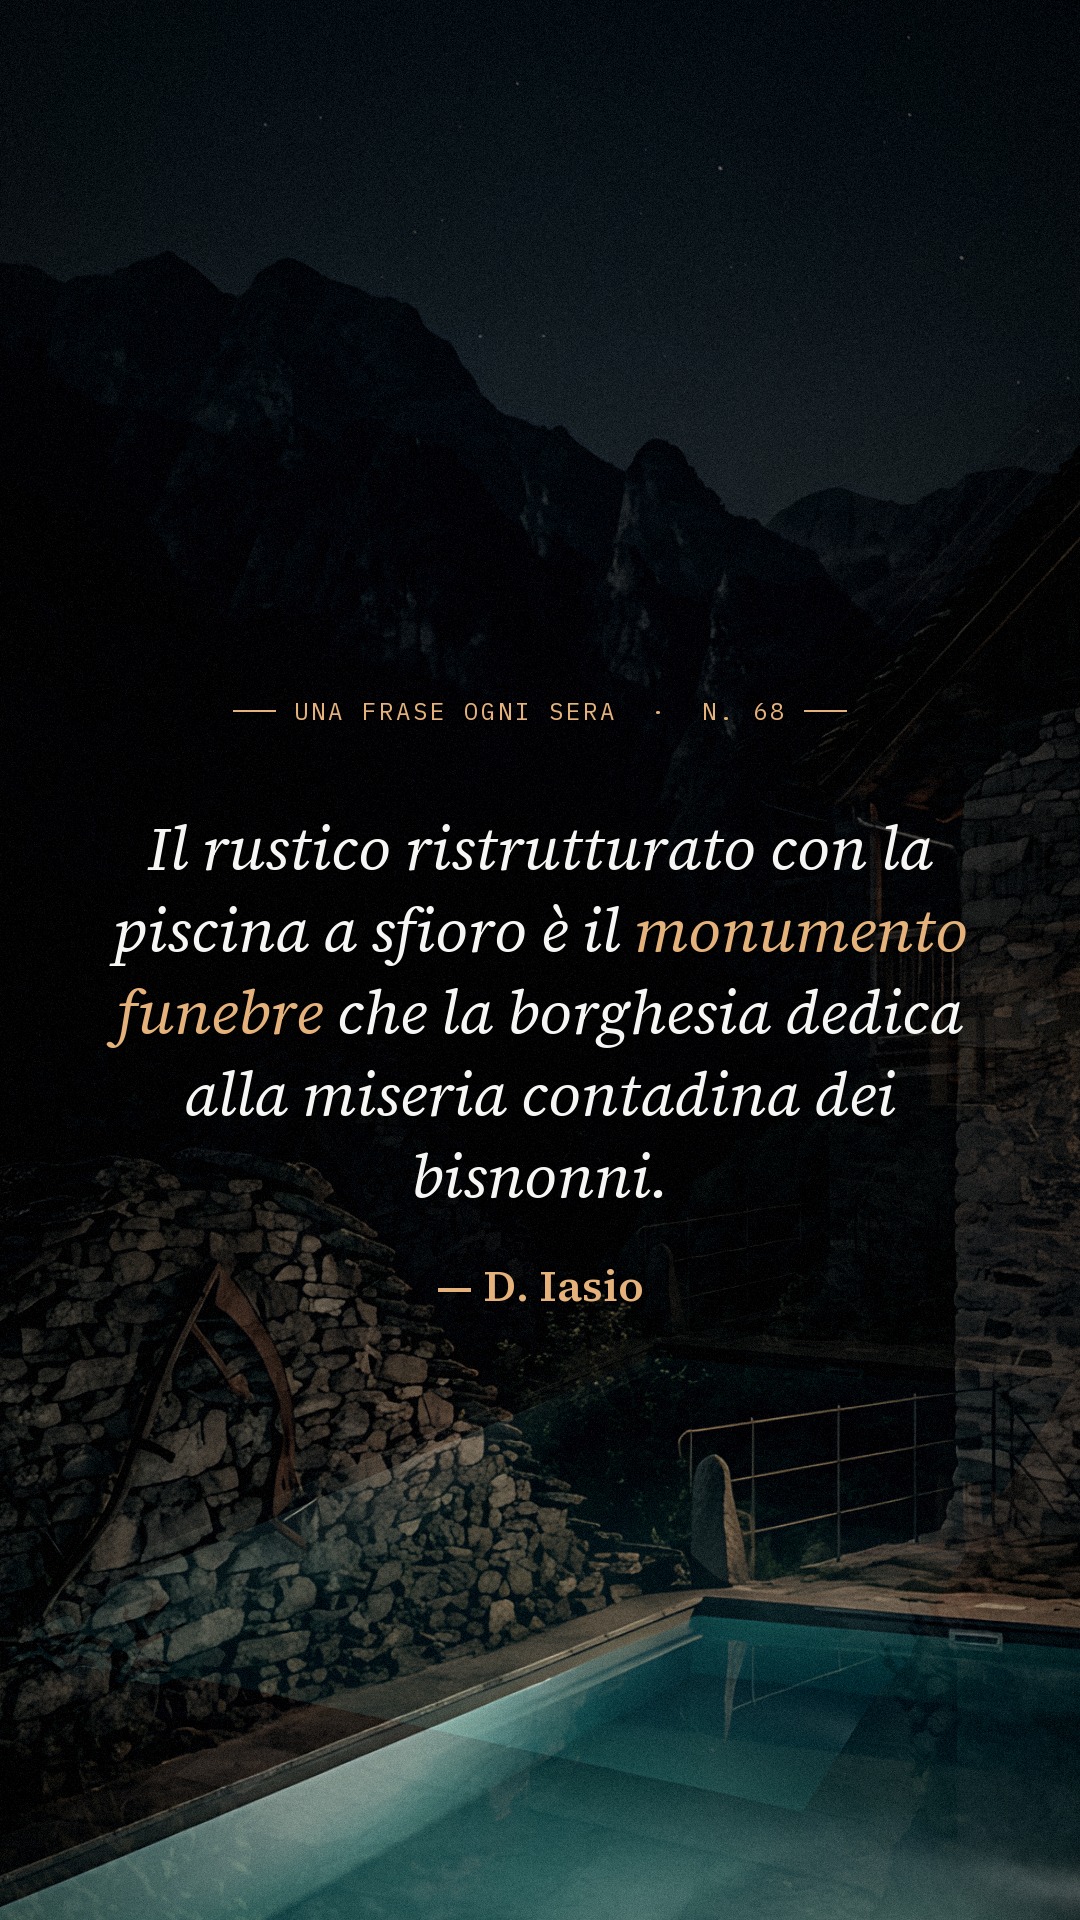 UNA FRASE OGNI SERA · N. 68
Il rustico ristrutturato con la
piscina a sfioro è il monumento
funebre che la borghesia dedica
alla miseria contadina dei
bisnonni.
— D. Iasio